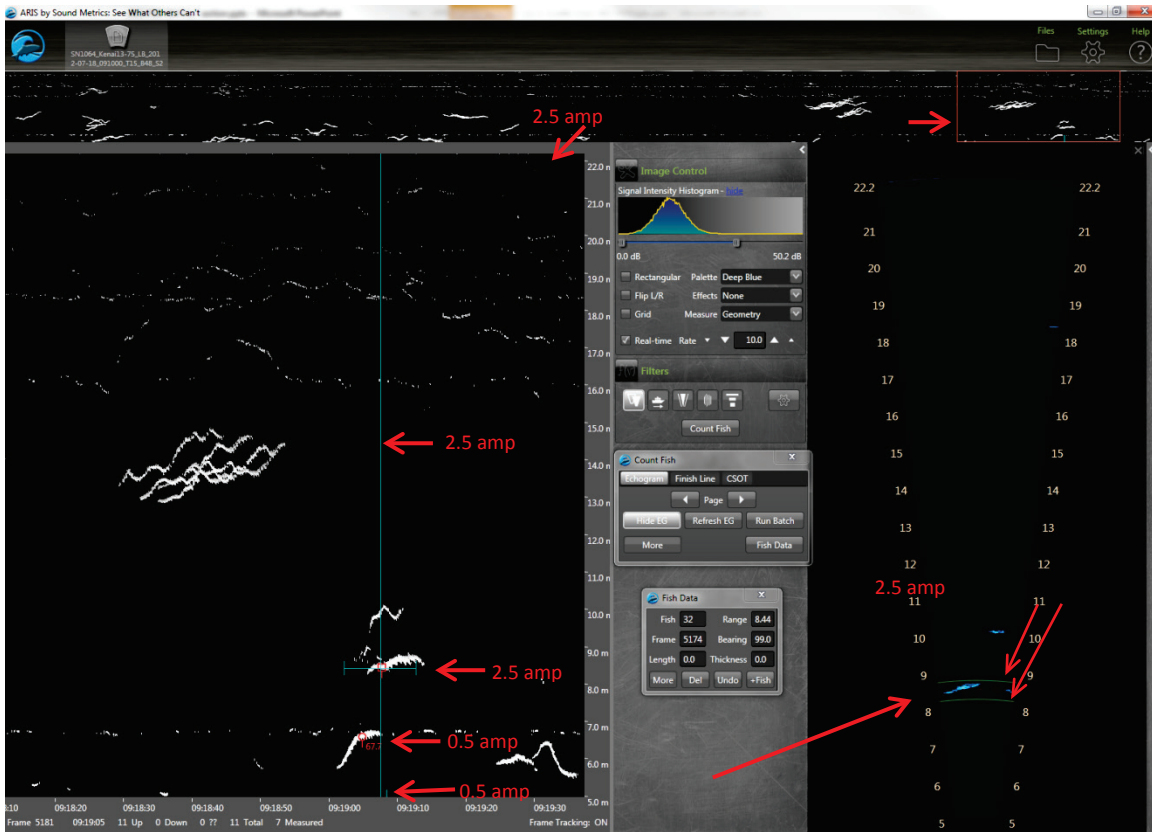 ARIS by Sound Metrics: See What Others Can't
Microsoft PowerPoint
SN1064_Kenai13-75_LB_201
2-07-18_091000_T15_R4R_S2
Files Settings Help
2.5 amp
22.0 m
21.0 m
20.0 m
19.0 m
18.0 m
17.0 m
16.0 m
15.0 m
14.0 m
13.0 m
12.0 m
11.0 m
10.0 m
9.0 m
8.0 m
7.0 m
6.0 m
5.0 m
2.5 amp
2.5 amp
0.5 amp
0.5 amp
67.7
:10 09:18:20 09:18:30 09:18:40 09:18:50 09:19:00 09:19:10 09:19:20 09:19:30
Frame 5181 09:19:05 11 Up 0 Down 0 ?? 11 Total 7 Measured Frame Tracking: ON
Image Control
Signal Intensity Histogram - hide
0.0 dB 50.2 dB
Rectangular Palette Deep Blue
Flip L/R Effects None
Grid Measure Geometry
Real-time Rate 10.0
Filters
Count Fish
Count Fish x
Echogram Finish Line CSOT
Page
Hide EG Refresh EG Run Batch
More Fish Data
Fish Data x
Fish 32 Range 8.44
Frame 5174 Bearing 99.0
Length 0.0 Thickness 0.0
More Del Undo +Fish
22.2 22.2
21 21
20 20
19 19
18 18
17 17
16 16
15 15
14 14
13 13
12 12
2.5 amp
11 11
10 10
9 9
8 8
7 7
6 6
5 5